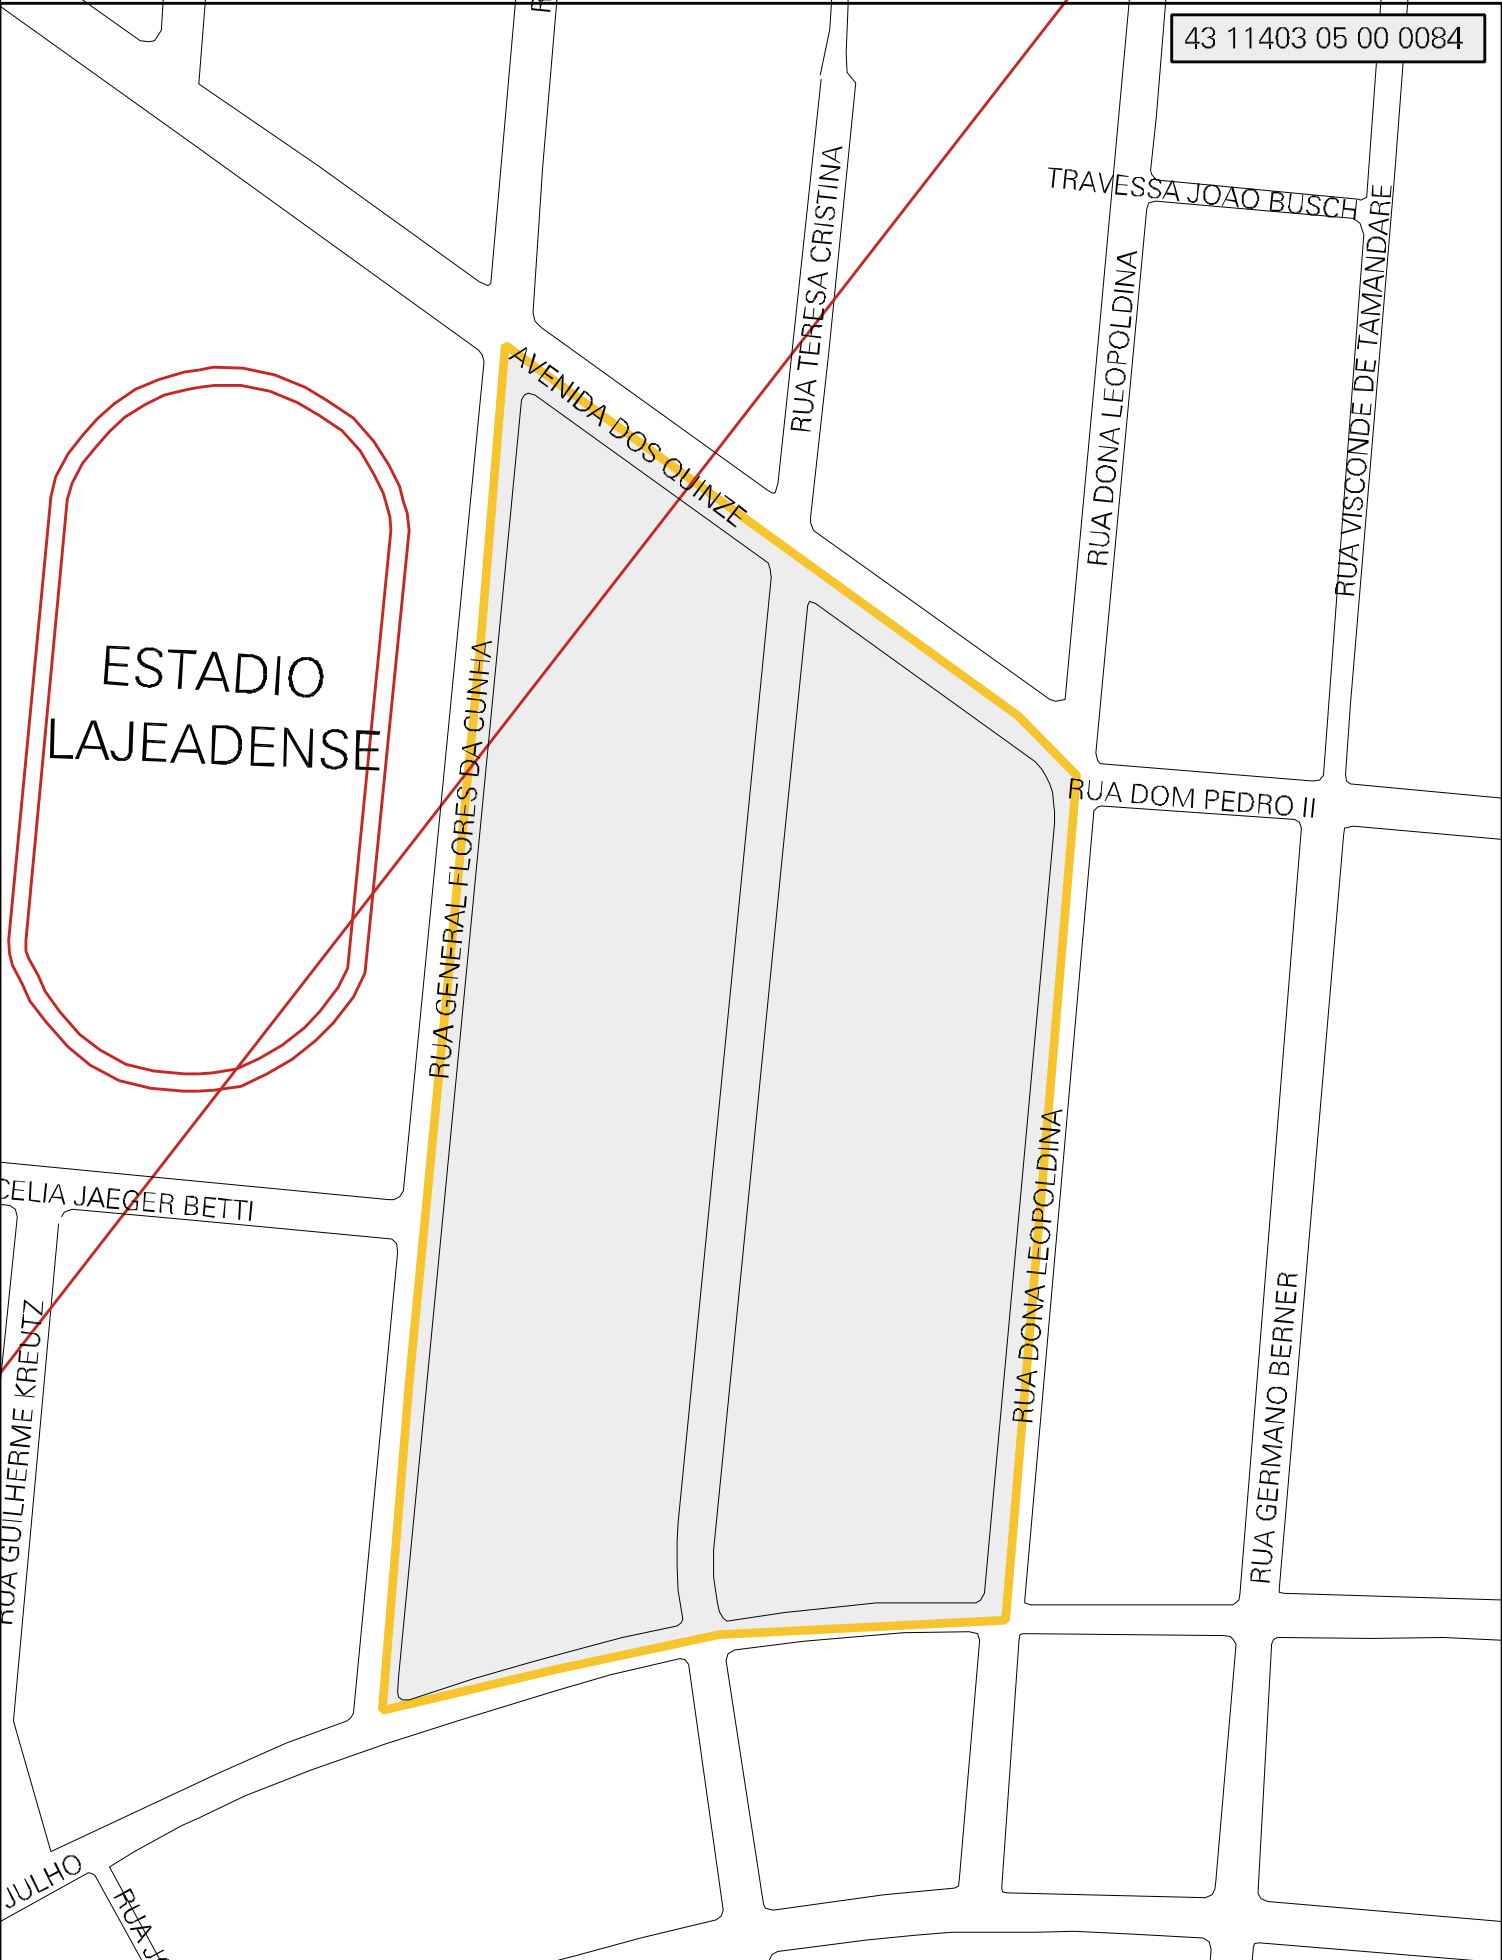 43 11403 05 00 0084
TRAVESSA JOAO BUSCH
RUA TERESA CRISTINA
RUA DONA LEOPOLDINA
RUA VISCONDE DE TAMANDARE
AVENIDA DOS QUINZE
ESTADIO
LAJEADENSE
RUA GENERAL FLORES DA CUNHA
RUA DOM PEDRO II
RUA DONA LEOPOLDINA
CELIA JAEGER BETTI
RUA GUILHERME KREUTZ
RUA GERMANO BERNER
JULHO
RUA